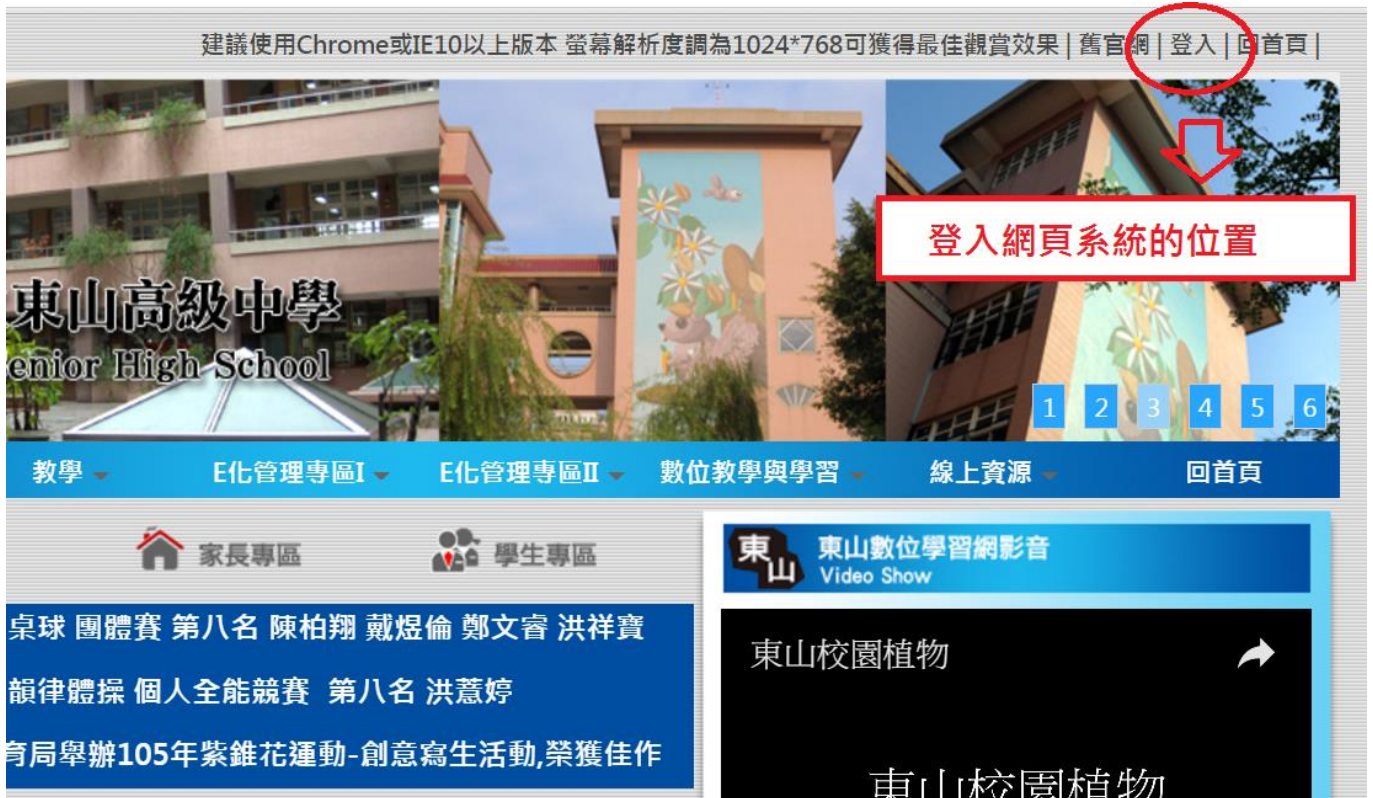 建議使用Chrome或IE10以上版本 螢幕解析度調為1024*768可獲得最佳觀賞效果 | 舊官網 | 登入 | 回首頁 |
登入網頁系統的位置
東山高級中學
enior High School
1 2 3 4 5 6
教學 E化管理專區I E化管理專區II 數位教學與學習 線上資源 回首頁
家長專區 學生專區
東山 東山數位學習網影音
Video Show
桌球 團體賽 第八名 陳柏翔 戴煜倫 鄭文睿 洪祥寶
東山校園植物
韻律體操 個人全能競賽 第八名 洪薏婷
育局舉辦105年紫錐花運動-創意寫生活動,榮獲佳作
東山校園植物